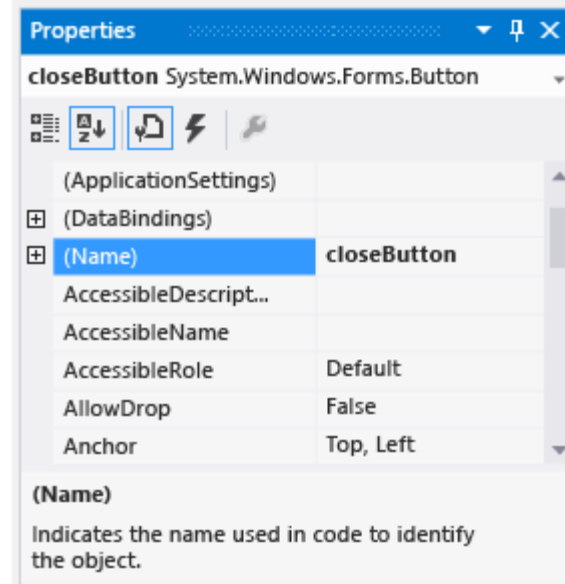 Properties
closeButton System.Windows.Forms.Button
A
Z
(ApplicationSettings)
(DataBindings)
(Name) closeButton
AccessibleDescript...
AccessibleName
AccessibleRole Default
AllowDrop False
Anchor Top, Left
(Name)
Indicates the name used in code to identify
the object.